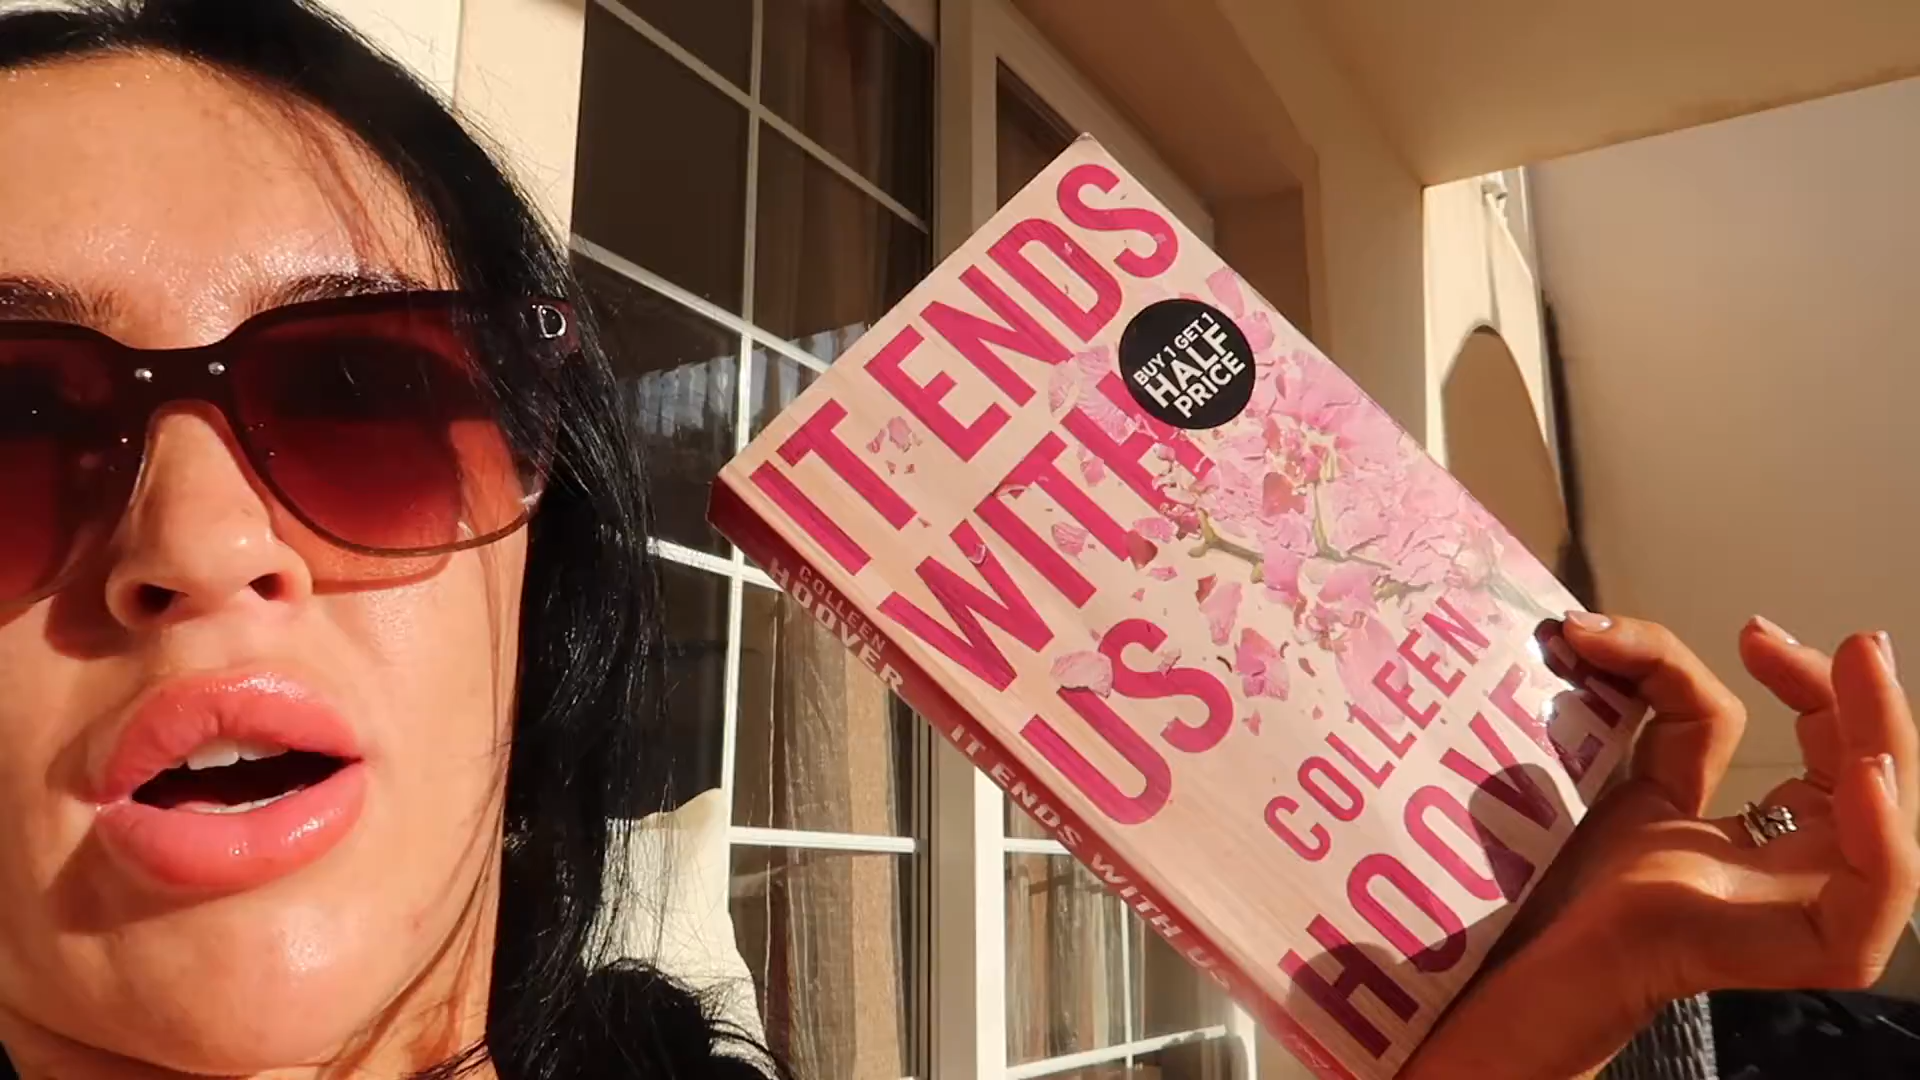 IT ENDS
WITH
US
BUY 1 GET 1
HALF
PRICE
COLLEEN
HOOVER
COLLEEN
HOOVER
IT ENDS WITH US
D